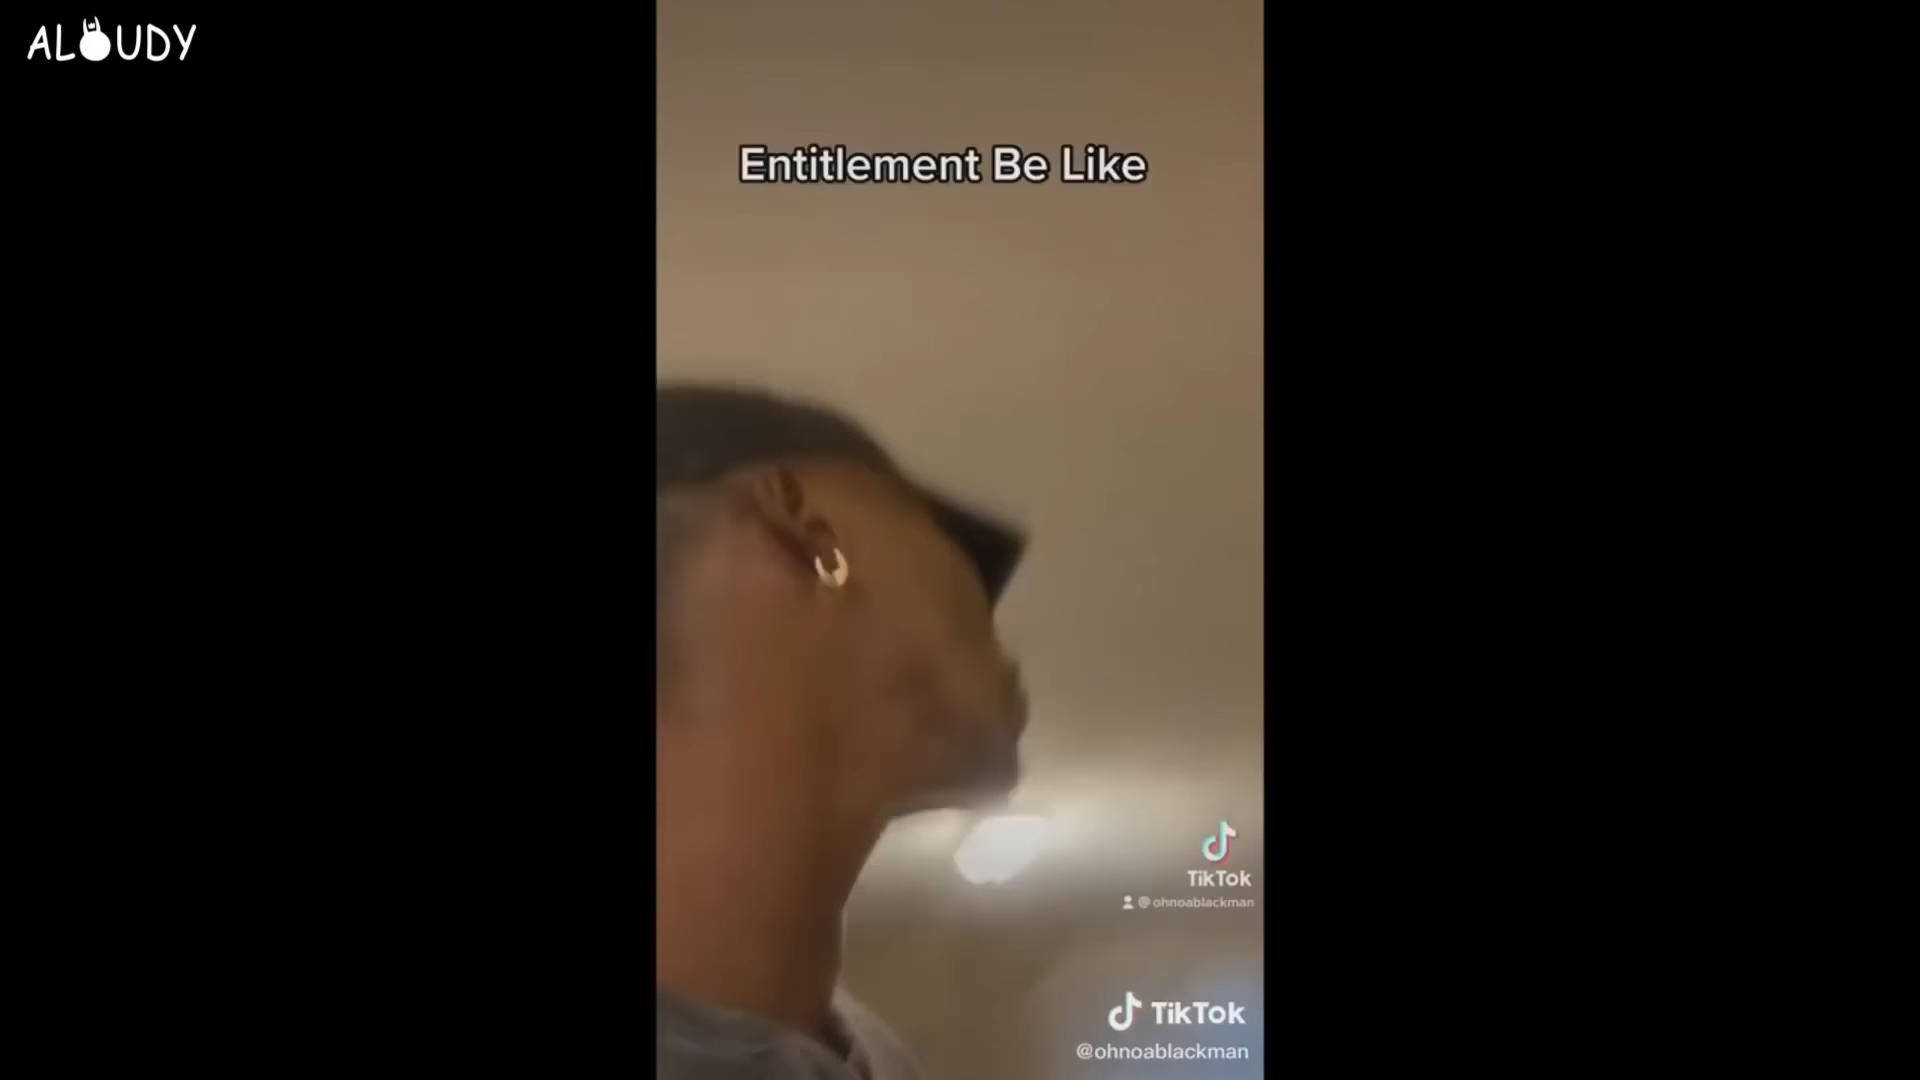 ALOUDY
Entitlement Be Like
TikTok
@ohnoablackman
TikTok
@ohnoablackman